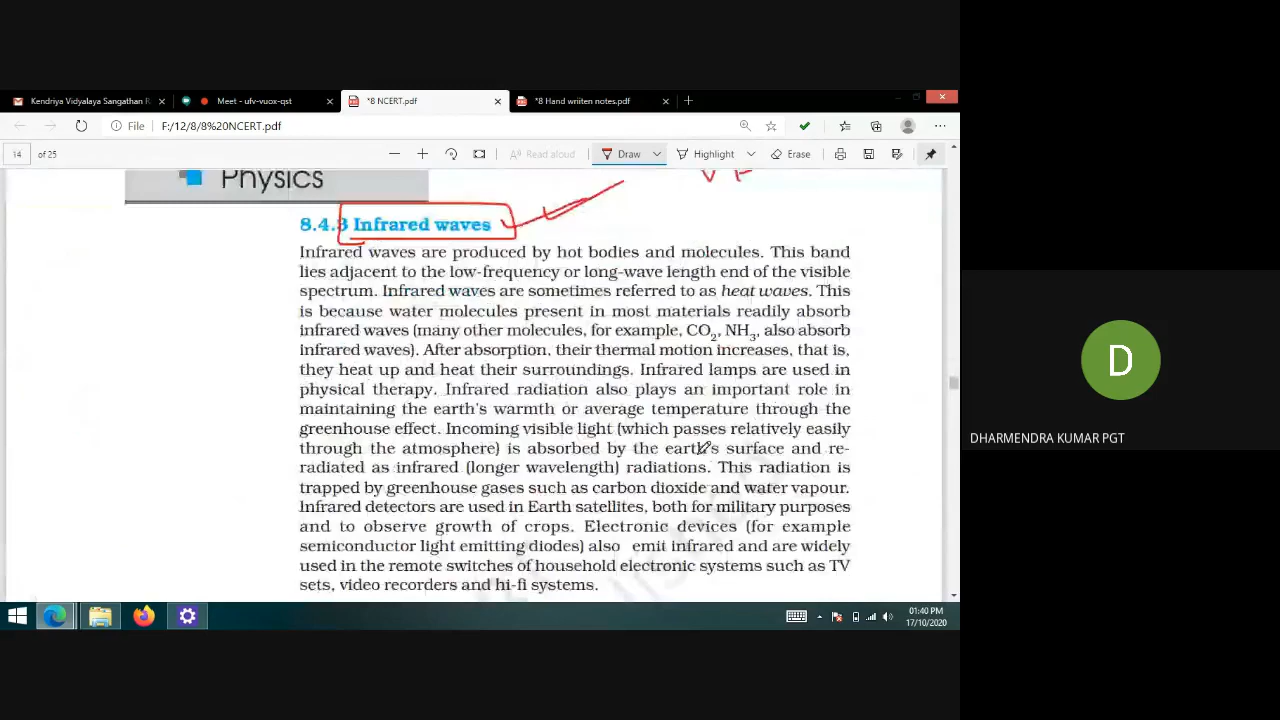 Kendriya Vidyalaya Sangathan R
Meet - ufv-vuox-qst
*8 NCERT.pdf
*8 Hand wriiten notes.pdf
File
F:/12/8/8%20NCERT.pdf
14 of 25
Read aloud
Draw
Highlight
Erase
Physics
8.4.3 Infrared waves
Infrared waves are produced by hot bodies and molecules. This band
lies adjacent to the low-frequency or long-wave length end of the visible
spectrum. Infrared waves are sometimes referred to as heat waves. This
is because water molecules present in most materials readily absorb
infrared waves (many other molecules, for example, CO₂, NH₃, also absorb
infrared waves). After absorption, their thermal motion increases, that is,
they heat up and heat their surroundings. Infrared lamps are used in
physical therapy. Infrared radiation also plays an important role in
maintaining the earth's warmth or average temperature through the
greenhouse effect. Incoming visible light (which passes relatively easily
through the atmosphere) is absorbed by the earth's surface and re-
radiated as infrared (longer wavelength) radiations. This radiation is
trapped by greenhouse gases such as carbon dioxide and water vapour.
Infrared detectors are used in Earth satellites, both for military purposes
and to observe growth of crops. Electronic devices (for example
semiconductor light emitting diodes) also emit infrared and are widely
used in the remote switches of household electronic systems such as TV
sets, video recorders and hi-fi systems.
D
DHARMENDRA KUMAR PGT
01:40 PM
17/10/2020